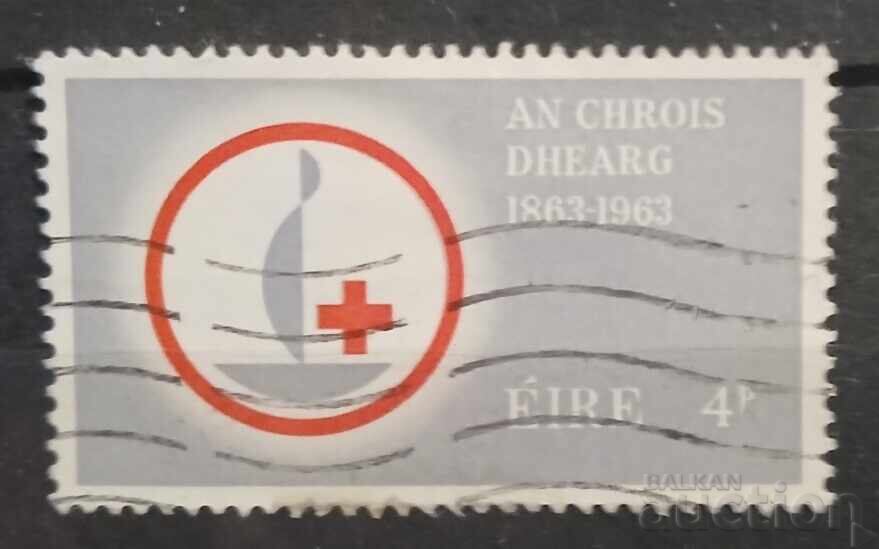 AN CHROIS
DHEARG
1863-1963
ÉIRE 4P
BALKAN
auction